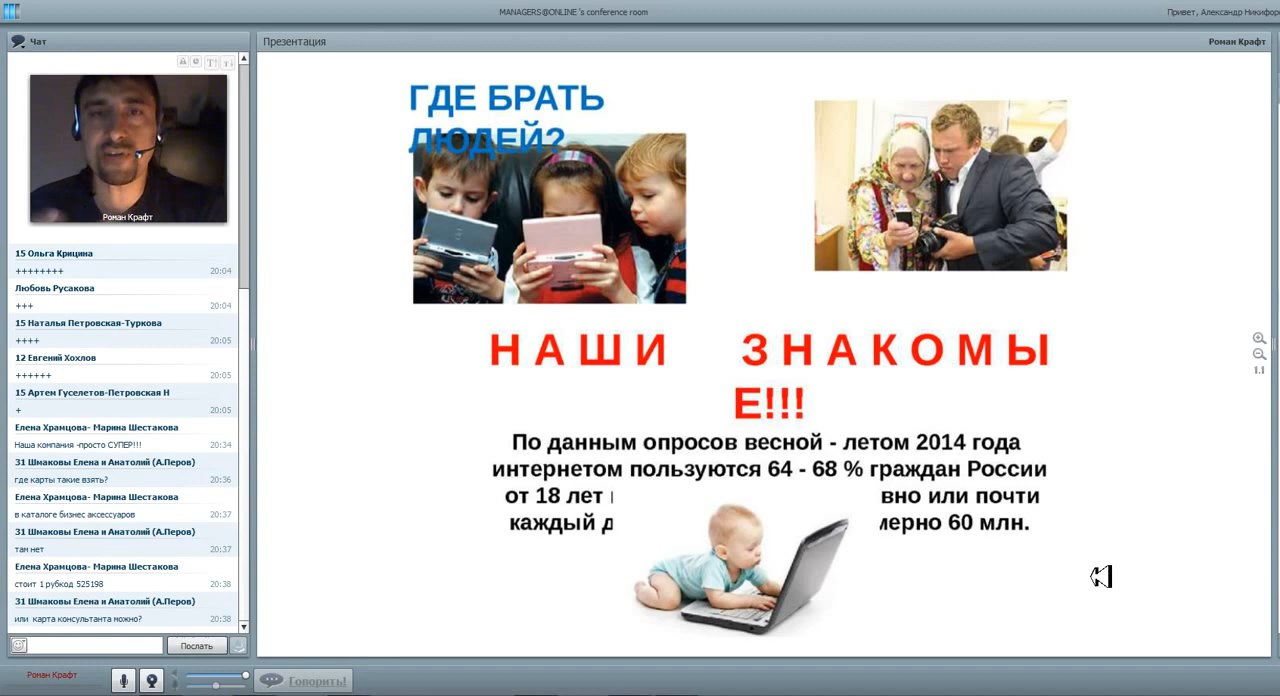 MANAGERS@ONLINE 's conference room
Привет, Александр Никифор
Чат
Презентация
Роман Крафт
Роман Крафт
15 Ольга Крицина
++++++++ 20:04
Любовь Русакова
+++ 20:04
15 Наталья Петровская-Туркова
++++ 20:05
12 Евгений Хохлов
++++++ 20:05
15 Артем Гуселетов-Петровская Н
+ 20:05
Елена Храмцова- Марина Шестакова
Наша компания -просто СУПЕР!!! 20:34
31 Шмаковы Елена и Анатолий (А.Перов)
где карты такие взять? 20:36
Елена Храмцова- Марина Шестакова
в каталоге бизнес аксессуаров 20:37
31 Шмаковы Елена и Анатолий (А.Перов)
там нет 20:37
Елена Храмцова- Марина Шестакова
стоит 1 рубкод 525198 20:38
31 Шмаковы Елена и Анатолий (А.Перов)
или карта консультанта можно? 20:38
Послать
ГДЕ БРАТЬ
ЛЮДЕЙ?
НАШИ ЗНАКОМЫ
Е!!!
По данным опросов весной - летом 2014 года
интернетом пользуются 64 - 68 % граждан России
от 18 лет вно или почти
каждый д мерно 60 млн.
1.1
Роман Крафт
Говорить!